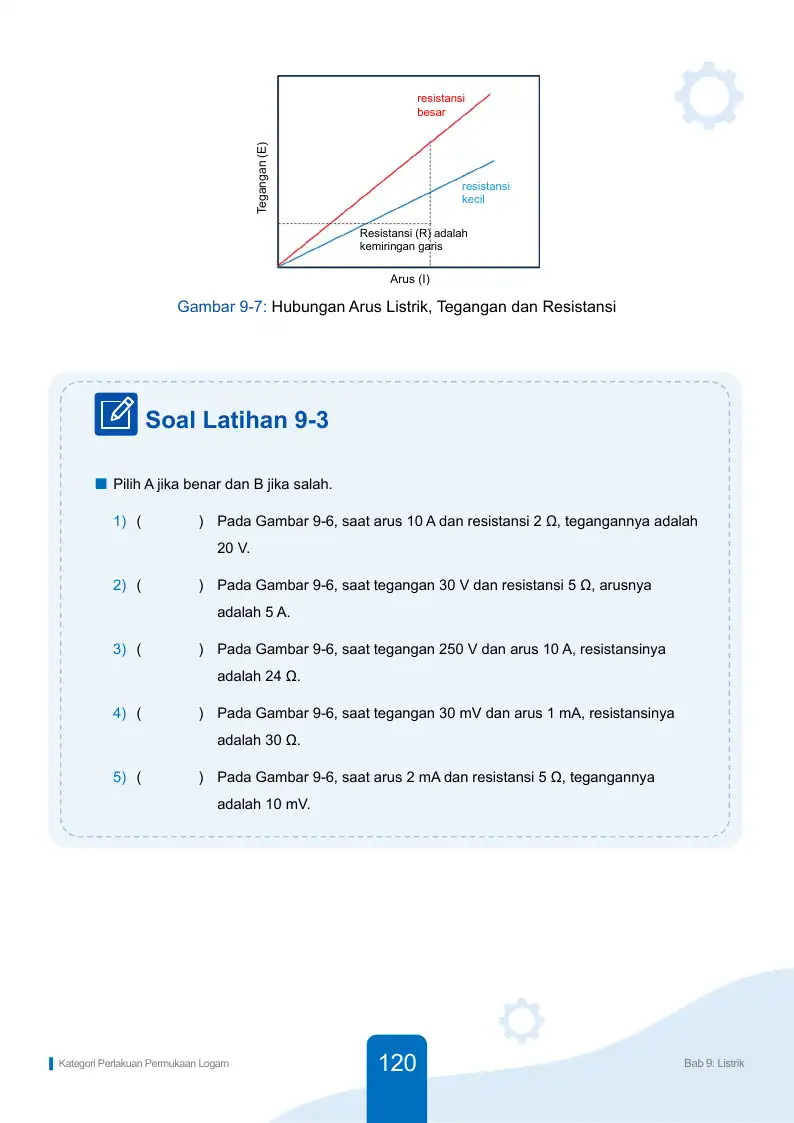 resistansi
besar
Tegangan (E)
resistansi
kecil
Resistansi (R) adalah
kemiringan garis
Arus (I)
Gambar 9-7: Hubungan Arus Listrik, Tegangan dan Resistansi
Soal Latihan 9-3
■ Pilih A jika benar dan B jika salah.
1) ( ) Pada Gambar 9-6, saat arus 10 A dan resistansi 2 Ω, tegangannya adalah
20 V.
2) ( ) Pada Gambar 9-6, saat tegangan 30 V dan resistansi 5 Ω, arusnya
adalah 5 A.
3) ( ) Pada Gambar 9-6, saat tegangan 250 V dan arus 10 A, resistansinya
adalah 24 Ω.
4) ( ) Pada Gambar 9-6, saat tegangan 30 mV dan arus 1 mA, resistansinya
adalah 30 Ω.
5) ( ) Pada Gambar 9-6, saat arus 2 mA dan resistansi 5 Ω, tegangannya
adalah 10 mV.
Kategori Perlakuan Permukaan Logam
120
Bab 9: Listrik